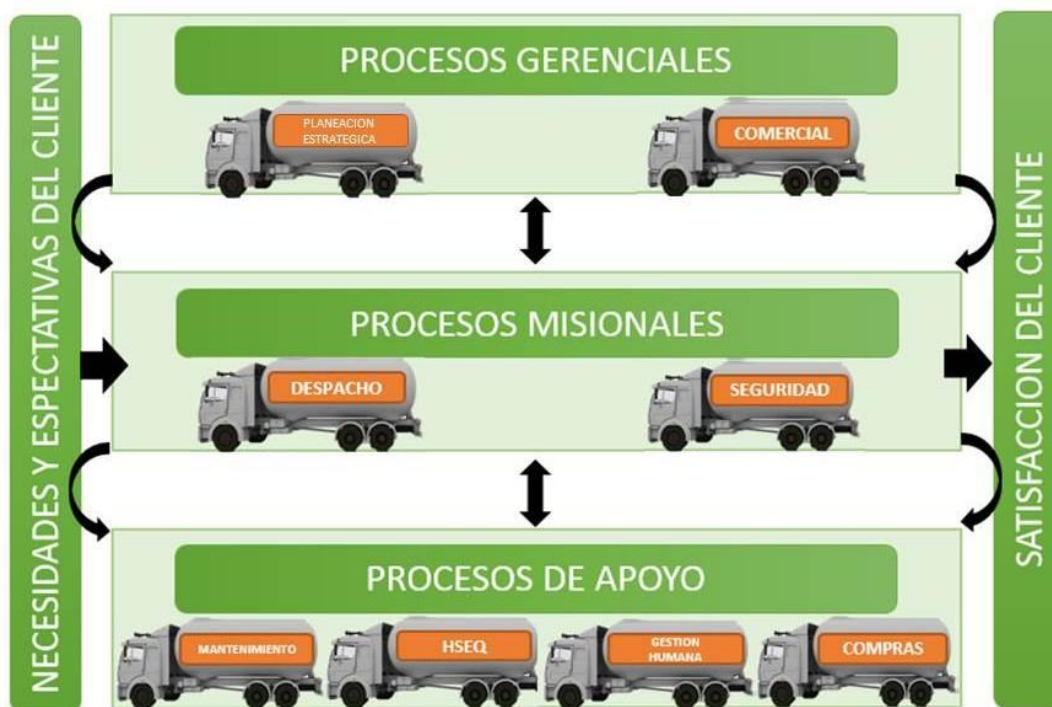 NECESIDADES Y ESPECTATIVAS DEL CLIENTE
PROCESOS GERENCIALES
PLANEACION
ESTRATEGICA
COMERCIAL
PROCESOS MISIONALES
DESPACHO
SEGURIDAD
PROCESOS DE APOYO
MANTENIMIENTO
HSEQ
GESTION
HUMANA
COMPRAS
SATISFACCION DEL CLIENTE